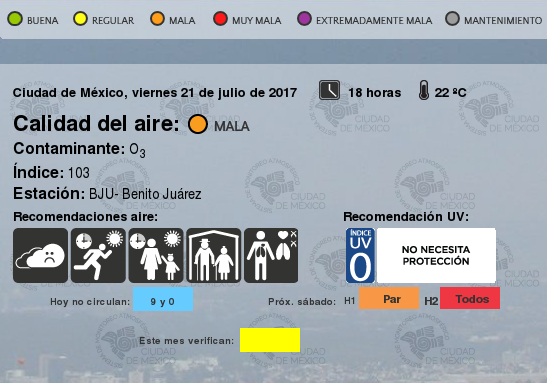 BUENA REGULAR MALA MUY MALA EXTREMADAMENTE MALA MANTENIMIENTO
Ciudad de México, viernes 21 de julio de 2017 18 horas 22 ºC
Calidad del aire: MALA
Contaminante: O3
Índice: 103
Estación: BJU- Benito Juárez
Recomendaciones aire: Recomendación UV:
ÍNDICE
UV
0
NO NECESITA
PROTECCIÓN
Hoy no circulan: 9 y 0 Próx. sábado: H1 Par H2 Todos
Este mes verifican:
CIUDAD
DE MÉXICO